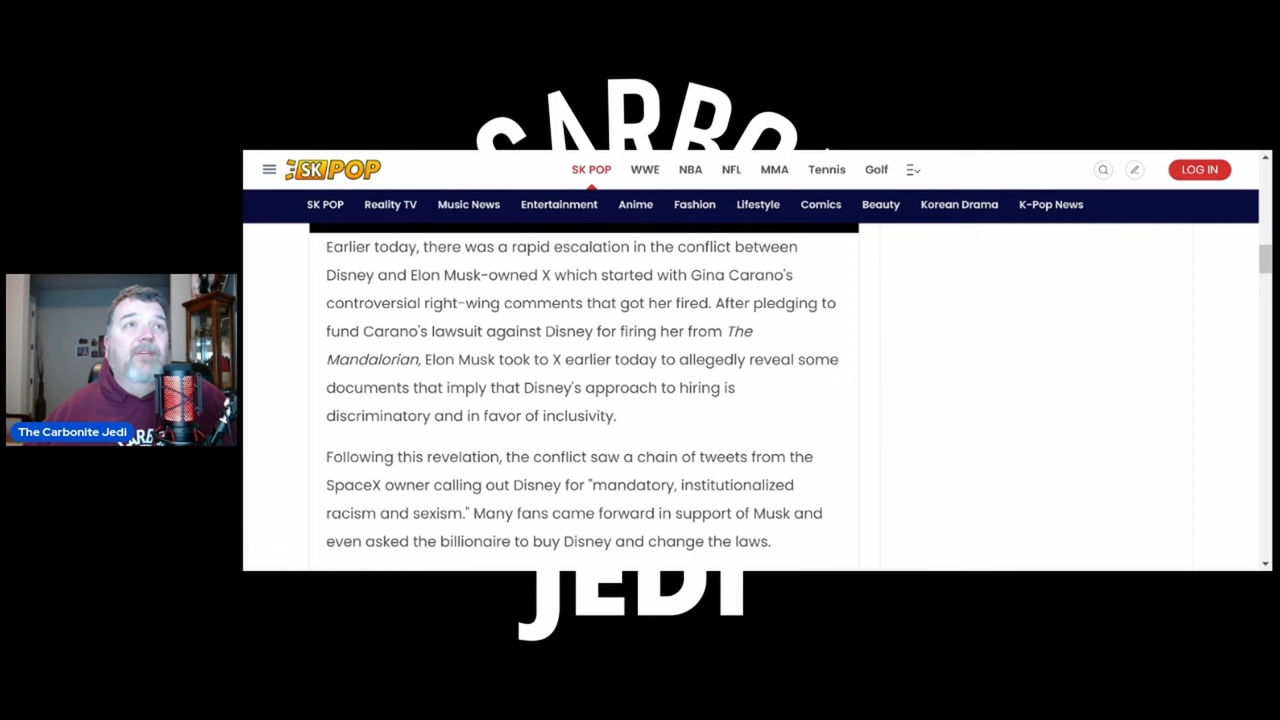 CARBO
SK POP
SK POP WWE NBA NFL MMA Tennis Golf
LOG IN
SK POP Reality TV Music News Entertainment Anime Fashion Lifestyle Comics Beauty Korean Drama K-Pop News
Earlier today, there was a rapid escalation in the conflict between
Disney and Elon Musk-owned X which started with Gina Carano's
controversial right-wing comments that got her fired. After pledging to
fund Carano's lawsuit against Disney for firing her from The
Mandalorian, Elon Musk took to X earlier today to allegedly reveal some
documents that imply that Disney's approach to hiring is
discriminatory and in favor of inclusivity.
Following this revelation, the conflict saw a chain of tweets from the
SpaceX owner calling out Disney for "mandatory, institutionalized
racism and sexism." Many fans came forward in support of Musk and
even asked the billionaire to buy Disney and change the laws.
The Carbonite Jedi
JEDI